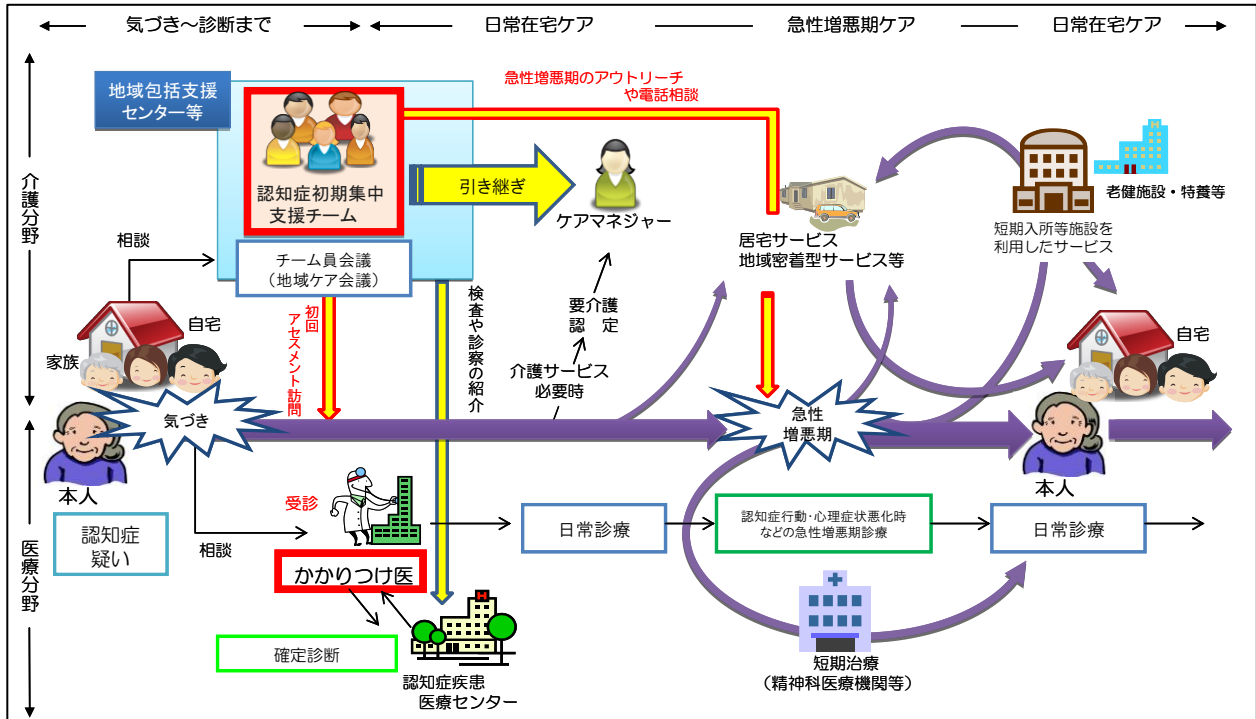 気づき～診断まで
日常在宅ケア
急性増悪期ケア
日常在宅ケア
介護分野
医療分野
地域包括支援
センター等
認知症初期集中
支援チーム
チーム員会議
（地域ケア会議）
急性増悪期のアウトリーチ
や電話相談
引き継ぎ
ケアマネジャー
居宅サービス
地域密着型サービス等
老健施設・特養等
短期入所等施設を
利用したサービス
相談
自宅
家族
初回
アセスメント訪問
検査や診察の紹介
要介護
認　定
介護サービス
必要時
自宅
気づき
急性
増悪期
本人
本人
認知症
疑い
相談
受診
かかりつけ医
確定診断
H
認知症疾患
医療センター
日常診療
認知症行動・心理症状悪化時
などの急性増悪期診療
日常診療
短期治療
（精神科医療機関等）